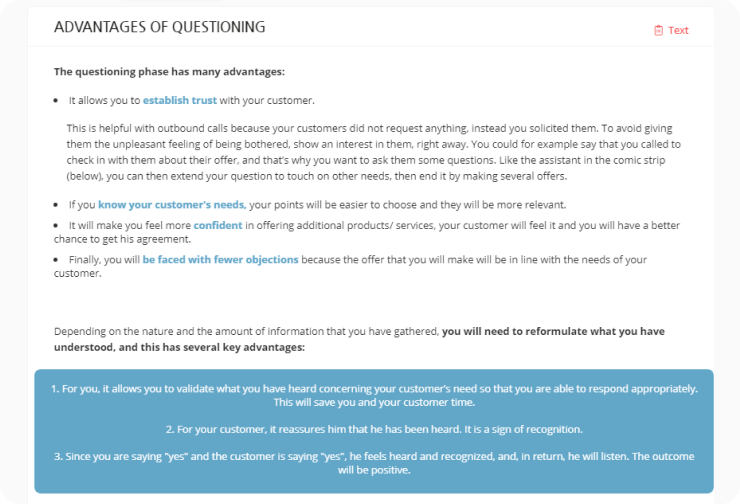 ADVANTAGES OF QUESTIONING
Text
The questioning phase has many advantages:
• It allows you to establish trust with your customer.
This is helpful with outbound calls because your customers did not request anything, instead you solicited them. To avoid giving
them the unpleasant feeling of being bothered, show an interest in them, right away. You could for example say that you called to
check in with them about their offer, and that's why you want to ask them some questions. Like the assistant in the comic strip
(below), you can then extend your question to touch on other needs, then end it by making several offers.
• If you know your customer's needs, your points will be easier to choose and they will be more relevant.
• It will make you feel more confident in offering additional products/ services, your customer will feel it and you will have a better
chance to get his agreement.
• Finally, you will be faced with fewer objections because the offer that you will make will be in line with the needs of your
customer.
Depending on the nature and the amount of information that you have gathered, you will need to reformulate what you have
understood, and this has several key advantages:
1. For you, it allows you to validate what you have heard concerning your customer's need so that you are able to respond appropriately.
This will save you and your customer time.
2. For your customer, it reassures him that he has been heard. It is a sign of recognition.
3. Since you are saying "yes" and the customer is saying "yes", he feels heard and recognized, and, in return, he will listen. The outcome
will be positive.